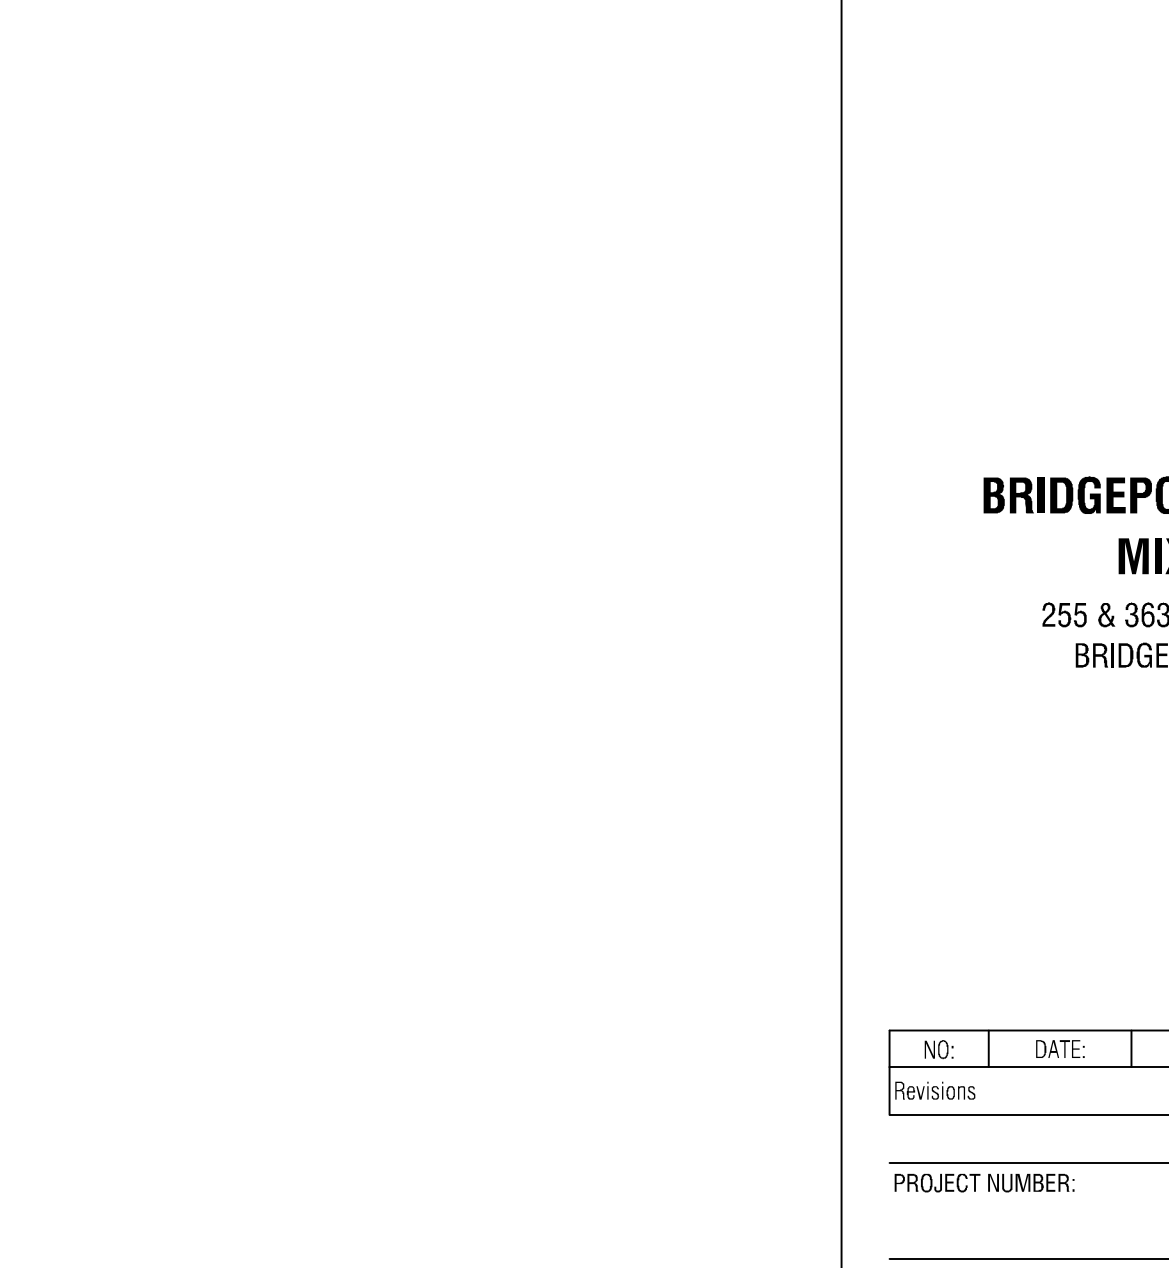 BRIDGEPO
MI
255 & 363
BRIDGE
NO: DATE:
Revisions
PROJECT NUMBER: